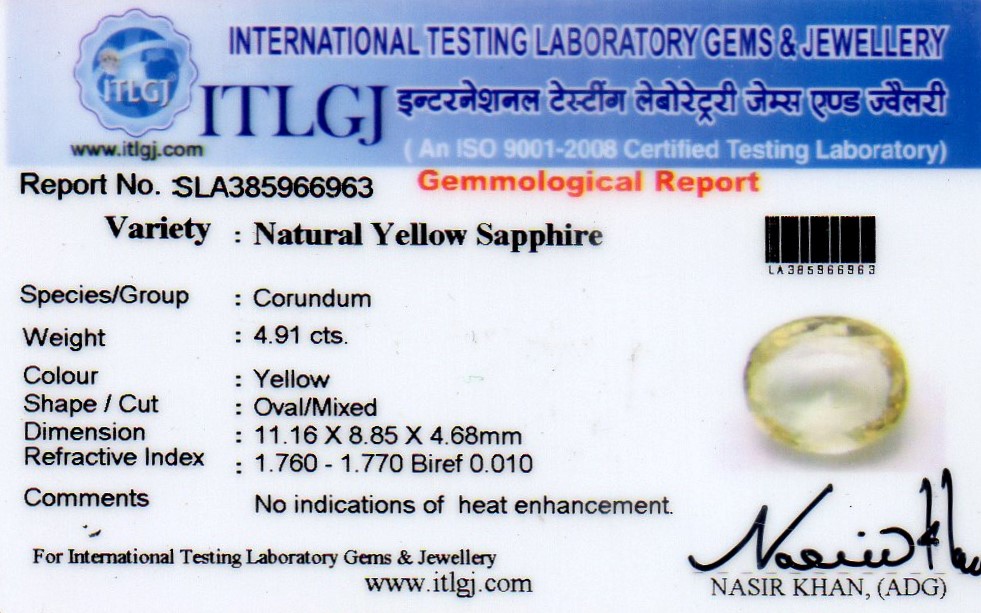 INTERNATIONAL TESTING LABORATORY GEMS & JEWELLERY
ITLGJ
ITLGJ इन्टरनेशनल टेस्टींग लेबोरेट्ररी जेम्स एण्ड ज्वैलरी
www.itlgj.com
( An ISO 9001-2008 Certified Testing Laboratory)
Report No. :SLA385966963
Gemmological Report
Variety : Natural Yellow Sapphire
LA385966963
Species/Group : Corundum
Weight : 4.91 cts.
Colour : Yellow
Shape / Cut : Oval/Mixed
Dimension : 11.16 X 8.85 X 4.68mm
Refractive Index : 1.760 - 1.770 Biref 0.010
Comments No indications of heat enhancement.
For International Testing Laboratory Gems & Jewellery
www.itlgj.com
NASIR KHAN, (ADG)